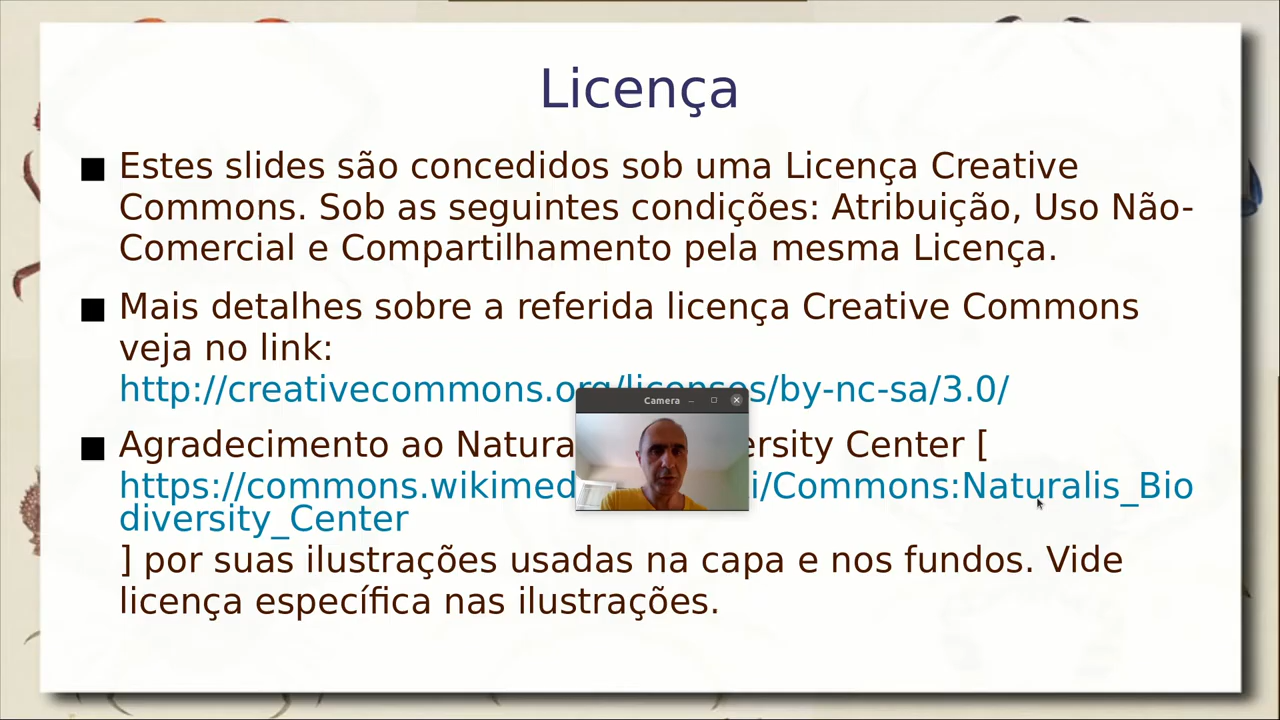 Licença
Estes slides são concedidos sob uma Licença Creative
Commons. Sob as seguintes condições: Atribuição, Uso Não-
Comercial e Compartilhamento pela mesma Licença.
Mais detalhes sobre a referida licença Creative Commons
veja no link:
http://creativecommons.org/licenses/by-nc-sa/3.0/
Camera
Agradecimento ao Natura ersity Center [
https://commons.wikimed i/Commons:Naturalis_Bio
diversity_Center
] por suas ilustrações usadas na capa e nos fundos. Vide
licença específica nas ilustrações.